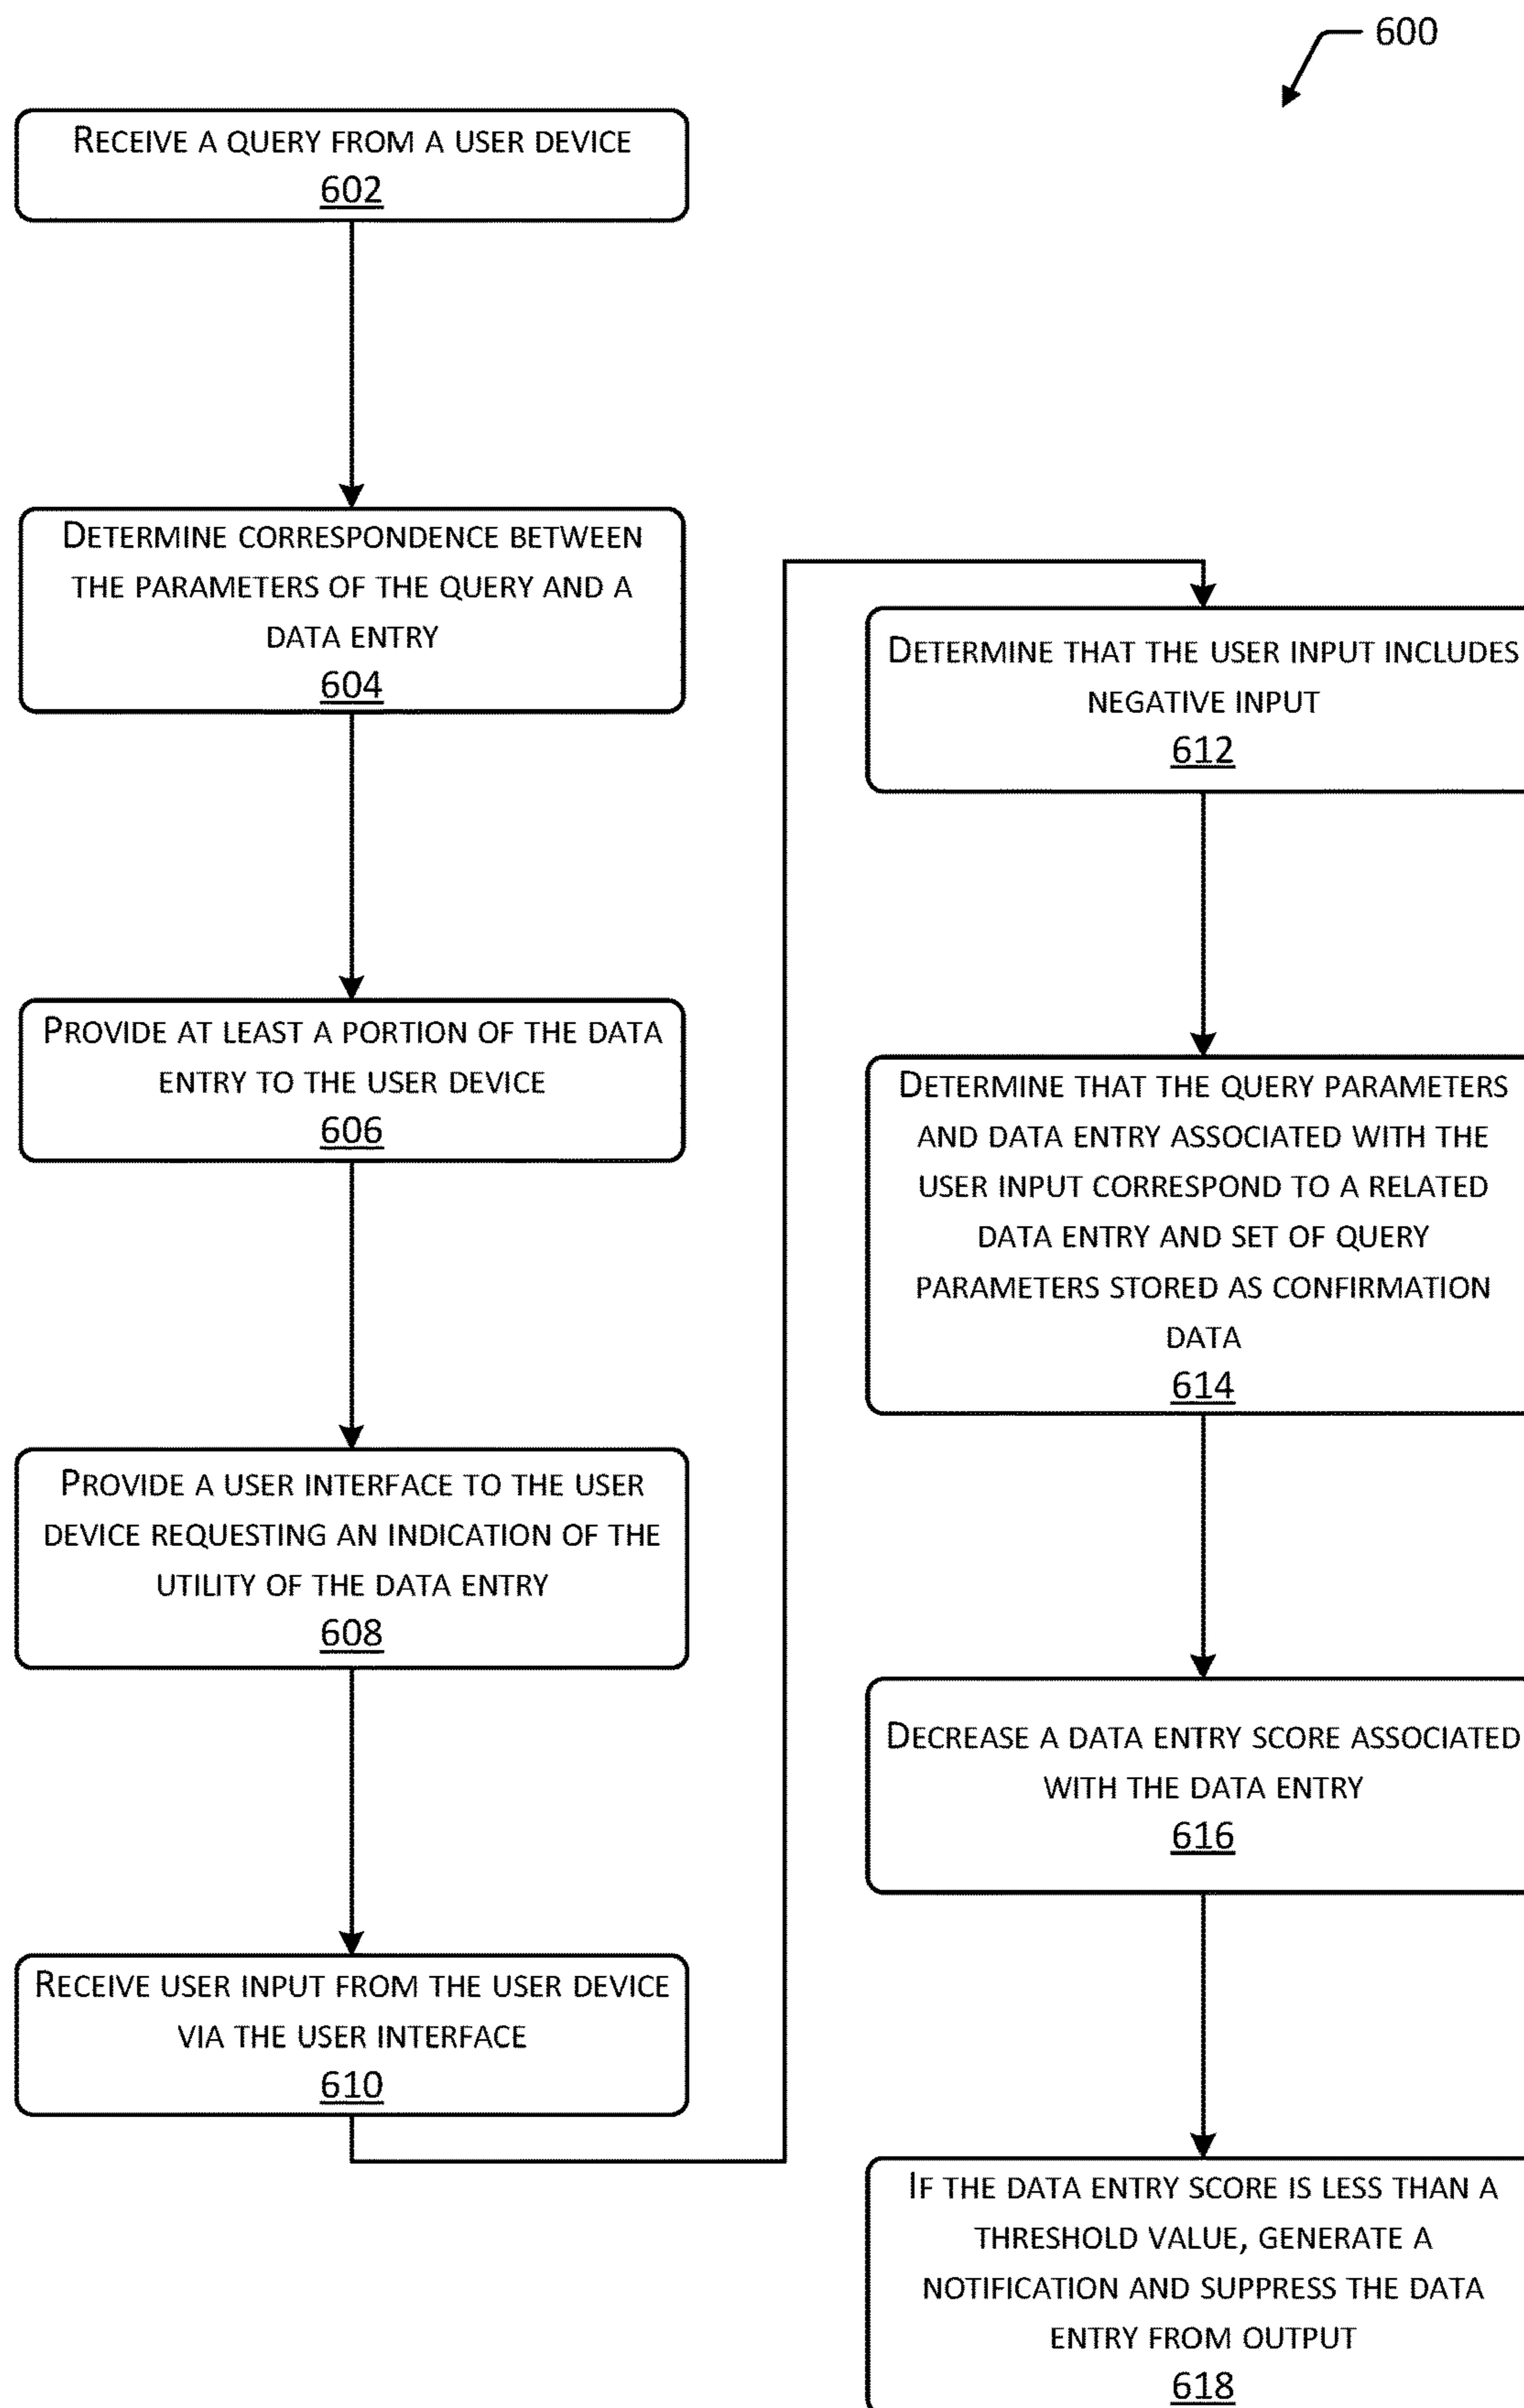 600
RECEIVE A QUERY FROM A USER DEVICE
602
DETERMINE CORRESPONDENCE BETWEEN
THE PARAMETERS OF THE QUERY AND A
DATA ENTRY
604
PROVIDE AT LEAST A PORTION OF THE DATA
ENTRY TO THE USER DEVICE
606
PROVIDE A USER INTERFACE TO THE USER
DEVICE REQUESTING AN INDICATION OF THE
UTILITY OF THE DATA ENTRY
608
RECEIVE USER INPUT FROM THE USER DEVICE
VIA THE USER INTERFACE
610
DETERMINE THAT THE USER INPUT INCLUDES
NEGATIVE INPUT
612
DETERMINE THAT THE QUERY PARAMETERS
AND DATA ENTRY ASSOCIATED WITH THE
USER INPUT CORRESPOND TO A RELATED
DATA ENTRY AND SET OF QUERY
PARAMETERS STORED AS CONFIRMATION
DATA
614
DECREASE A DATA ENTRY SCORE ASSOCIATED
WITH THE DATA ENTRY
616
IF THE DATA ENTRY SCORE IS LESS THAN A
THRESHOLD VALUE, GENERATE A
NOTIFICATION AND SUPPRESS THE DATA
ENTRY FROM OUTPUT
618